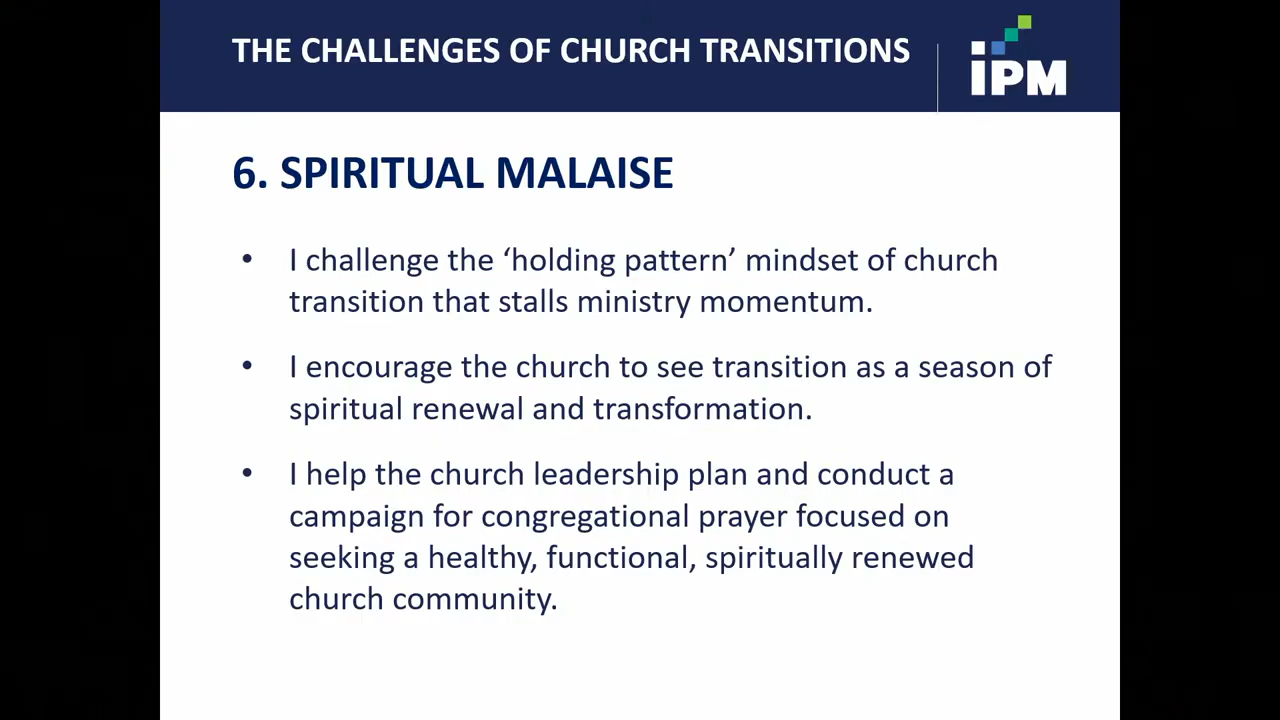 THE CHALLENGES OF CHURCH TRANSITIONS
iPM
6. SPIRITUAL MALAISE
• I challenge the ‘holding pattern’ mindset of church
transition that stalls ministry momentum.
• I encourage the church to see transition as a season of
spiritual renewal and transformation.
• I help the church leadership plan and conduct a
campaign for congregational prayer focused on
seeking a healthy, functional, spiritually renewed
church community.